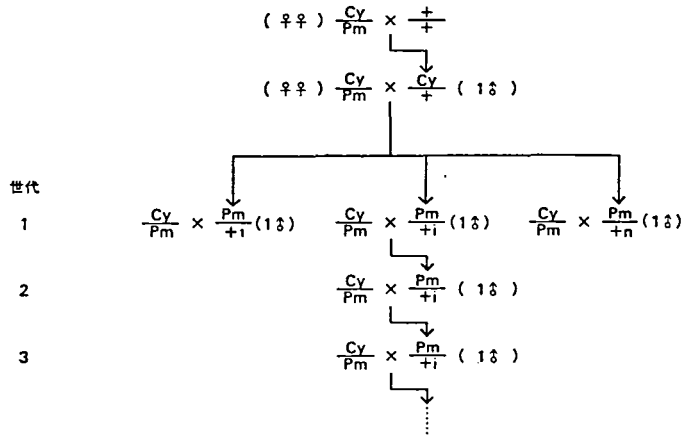 (♀♀) Cy/Pm × +/+
(♀♀) Cy/Pm × Cy/+ (1♂)
世代
1 Cy/Pm × Pm/+i (1♂) Cy/Pm × Pm/+i (1♂) Cy/Pm × Pm/+n (1♂)
2 Cy/Pm × Pm/+i (1♂)
3 Cy/Pm × Pm/+i (1♂)